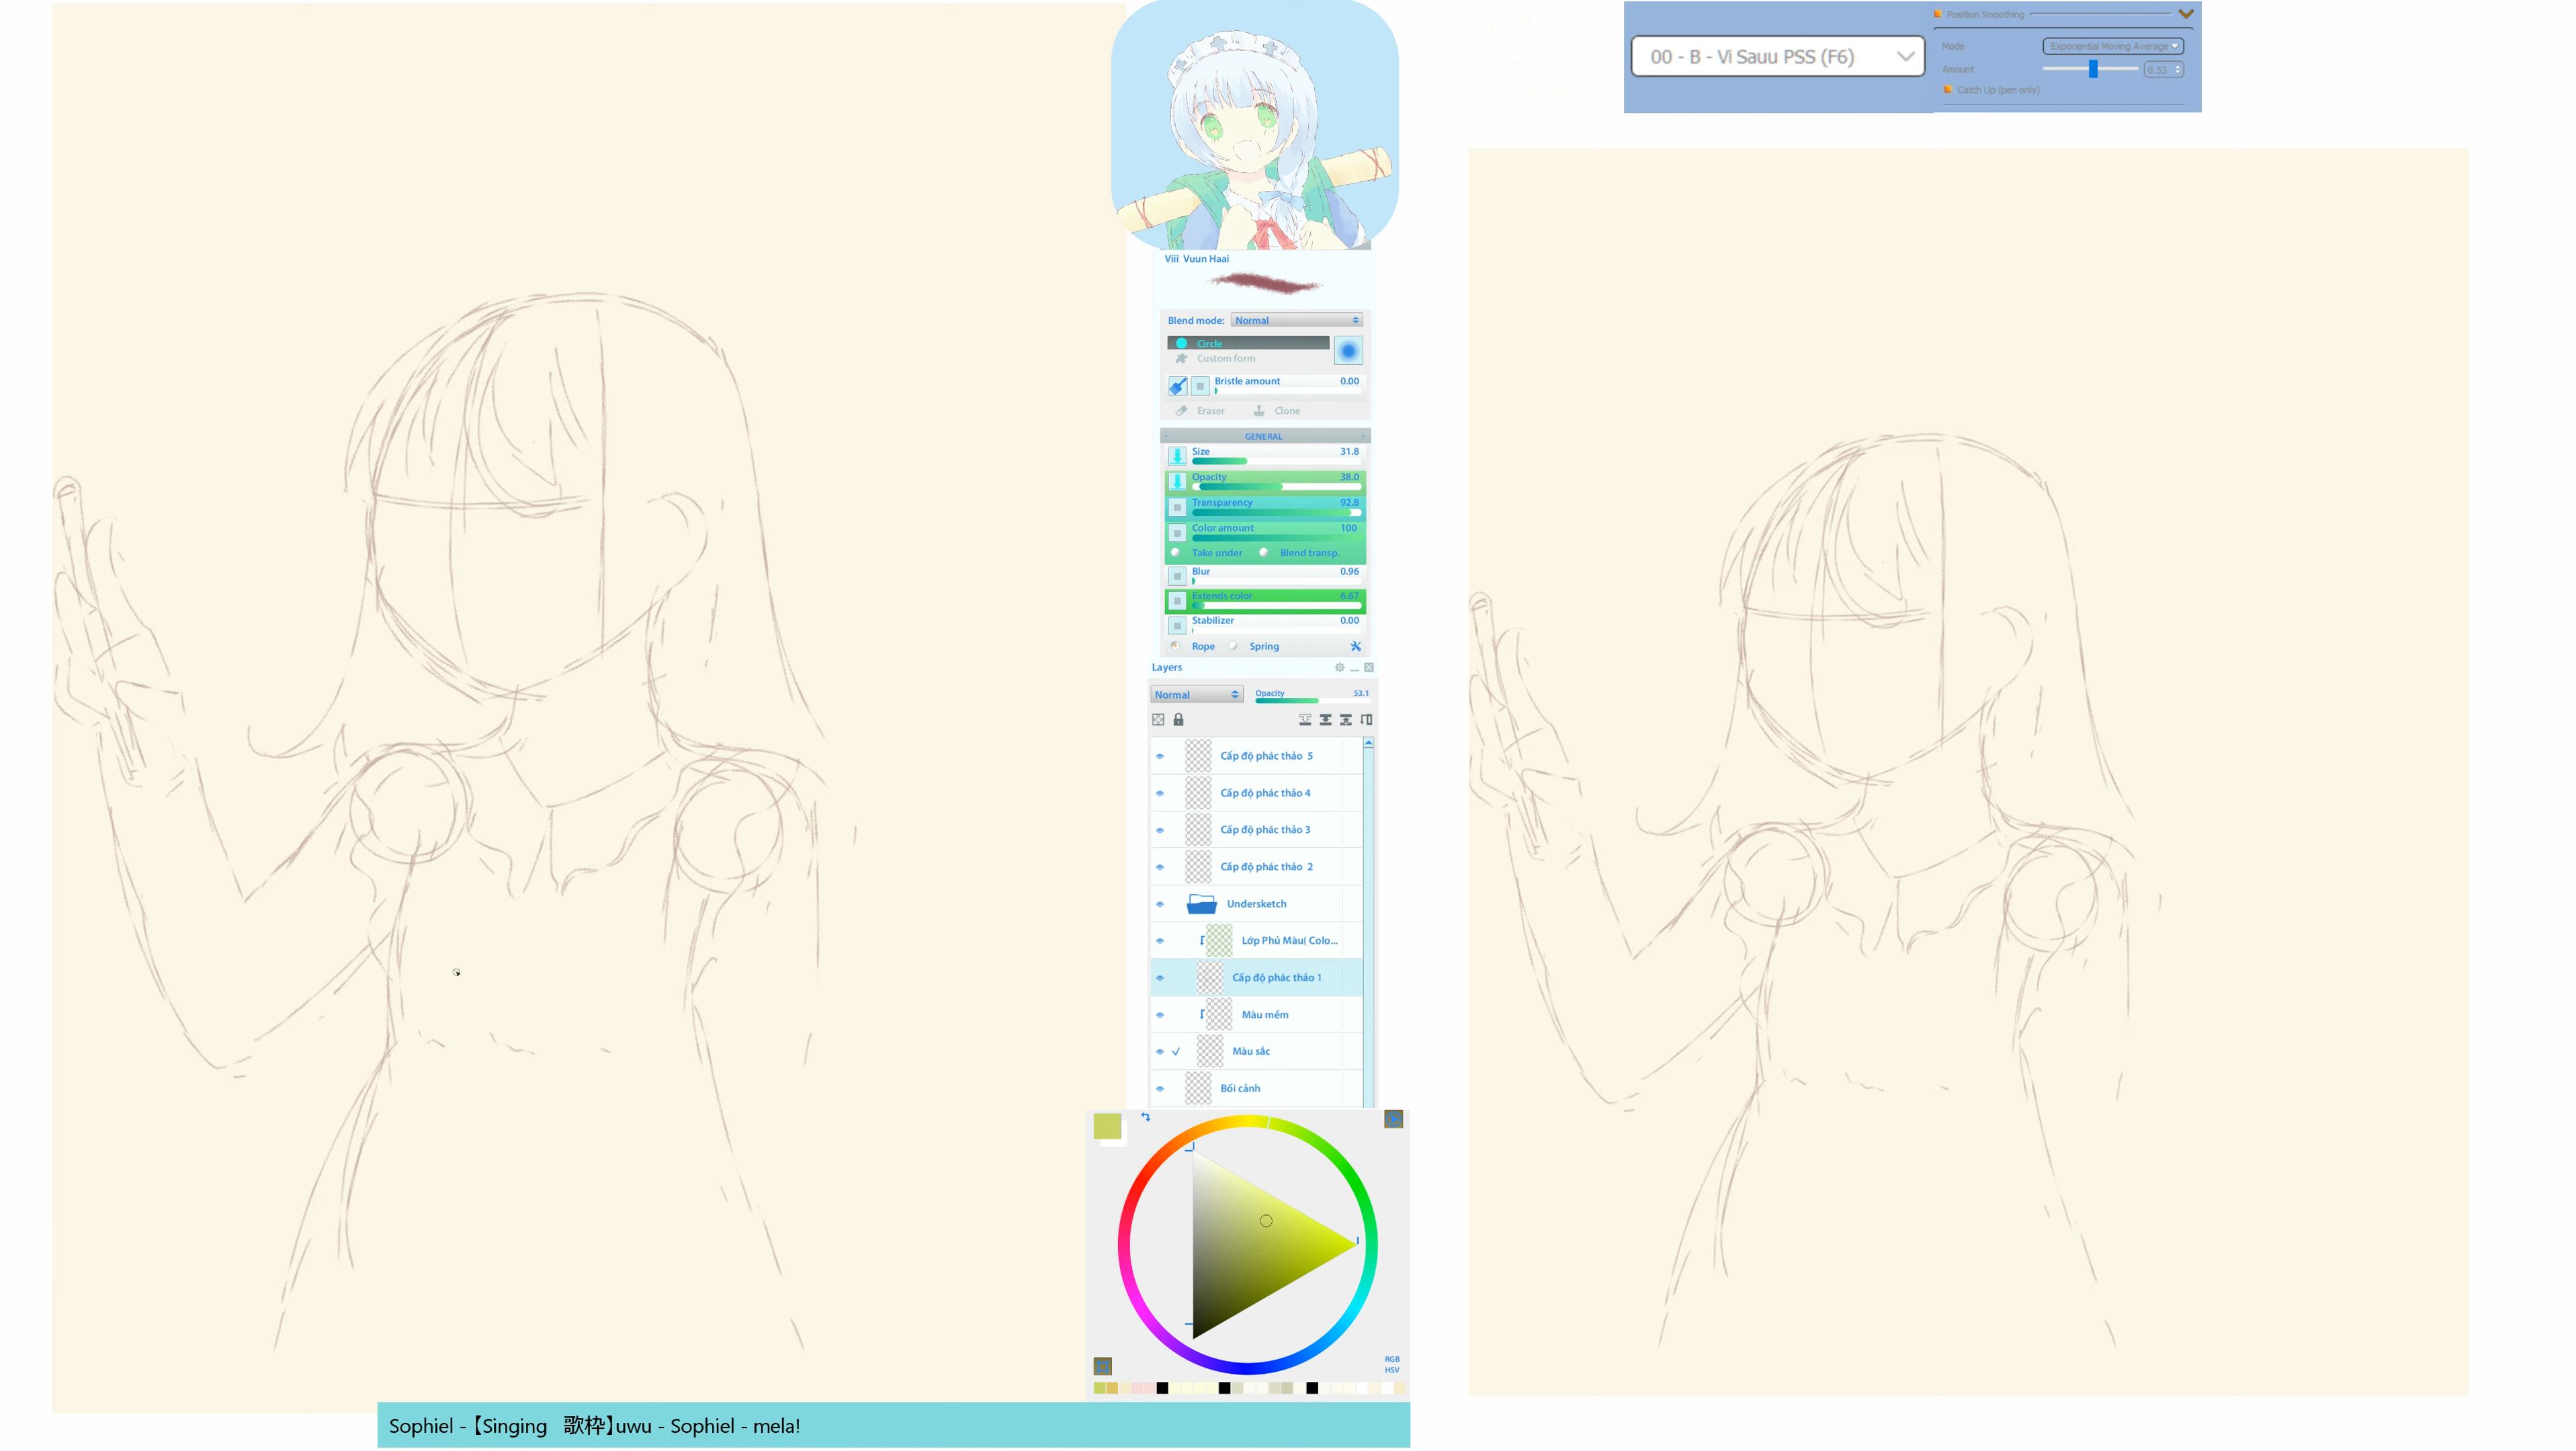 00 - B - Vi Sauu PSS (F6)
Position Smoothing
Mode
Exponential Moving Average
Amount
0.53
Catch Up (pen only)
Viii Vuun Haai
Blend mode: Normal
Circle
Custom form
Bristle amount 0.00
Eraser Clone
GENERAL
Size 31.8
Opacity 38.0
Transparency 92.8
Color amount 100
Take under Blend transp.
Blur 0.96
Extends color 6.67
Stabilizer 0.00
Rope Spring
Layers
Normal Opacity 53.1
Cấp độ phác thảo 5
Cấp độ phác thảo 4
Cấp độ phác thảo 3
Cấp độ phác thảo 2
Undersketch
Lớp Phủ Màu( Colo...
Cấp độ phác thảo 1
Màu mềm
Màu sắc
Bối cảnh
RGB
HSV
Sophiel -【Singing 歌枠】uwu - Sophiel - mela!